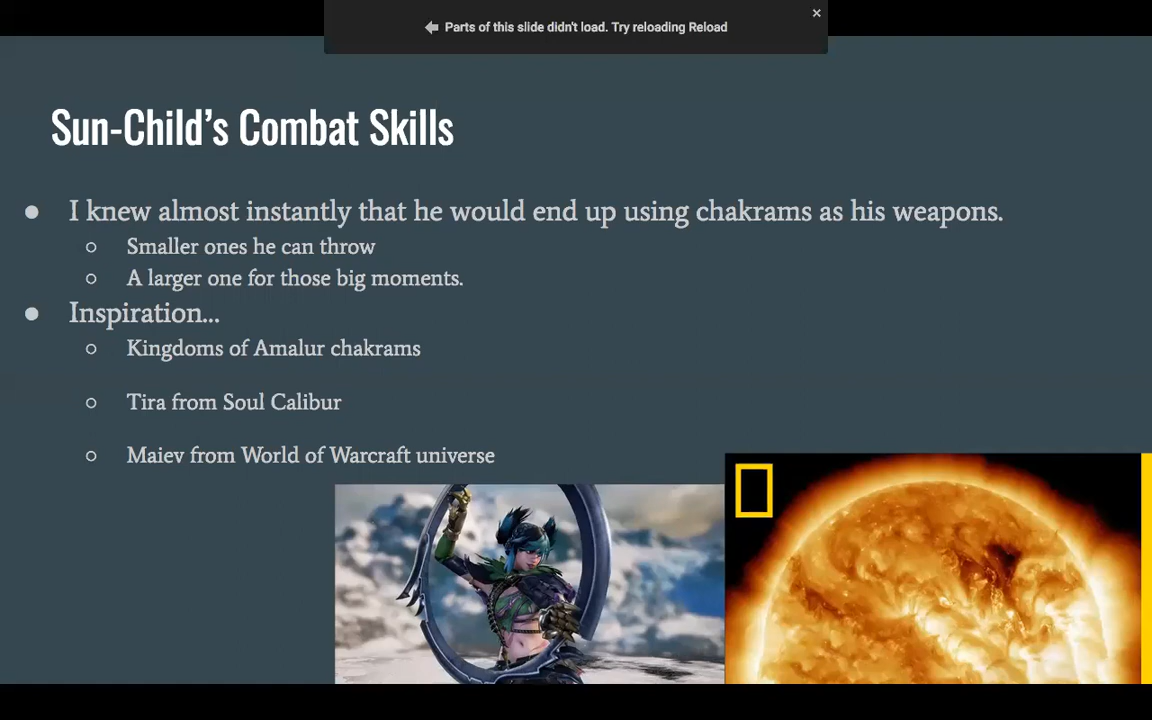 Parts of this slide didn't load. Try reloading Reload
Sun-Child's Combat Skills
I knew almost instantly that he would end up using chakrams as his weapons.
Smaller ones he can throw
A larger one for those big moments.
Inspiration...
Kingdoms of Amalur chakrams
Tira from Soul Calibur
Maiev from World of Warcraft universe